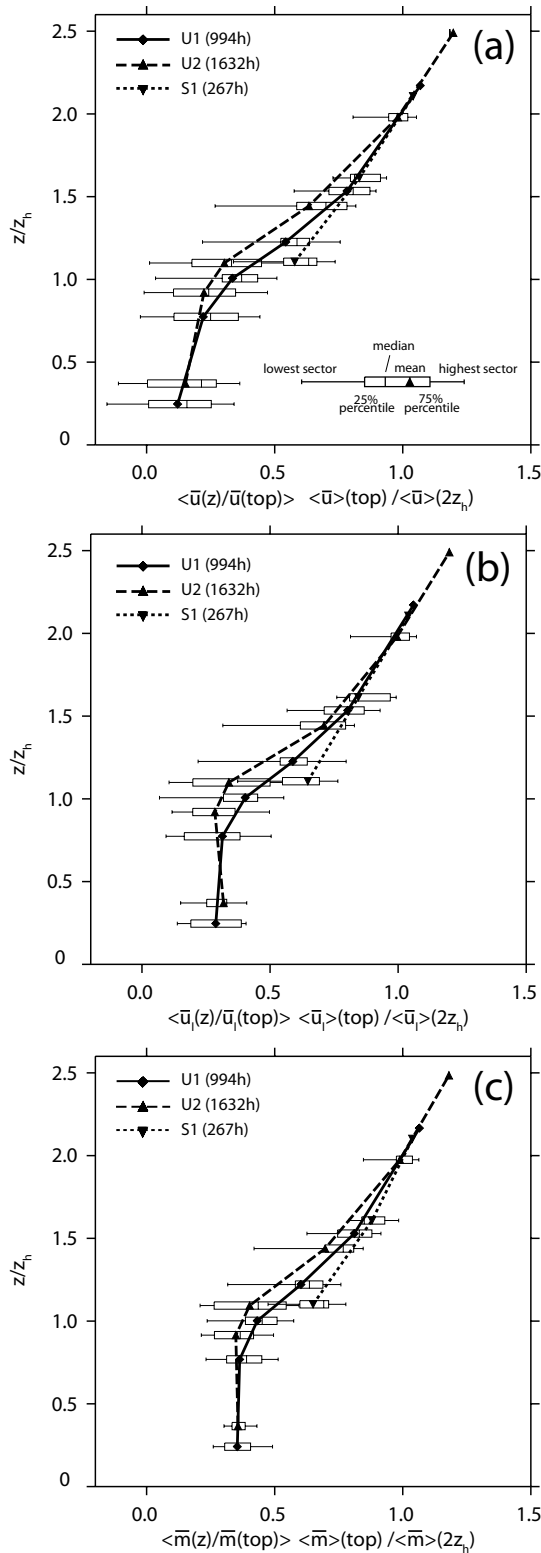 (a)
U1 (994h)
U2 (1632h)
S1 (267h)
2.5
2.0
1.5
1.0
0.5
0
z/z_h
median
lowest sector
mean
highest sector
25%
percentile
75%
percentile
0.0 0.5 1.0 1.5
<u̅(z)/u̅(top)> <u̅>(top) /<u̅>(2z_h)
(b)
U1 (994h)
U2 (1632h)
S1 (267h)
2.5
2.0
1.5
1.0
0.5
0
z/z_h
0.0 0.5 1.0 1.5
<u̅_l(z)/u̅_l(top)> <u̅_l>(top) /<u̅_l>(2z_h)
(c)
U1 (994h)
U2 (1632h)
S1 (267h)
2.5
2.0
1.5
1.0
0.5
0
z/z_h
0.0 0.5 1.0 1.5
<m̅(z)/m̅(top)> <m̅>(top) /<m̅>(2z_h)